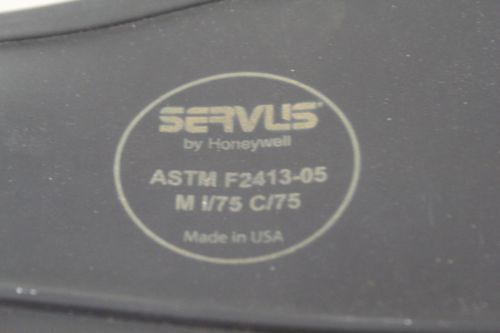 SERVUS
by Honeywell
ASTM F2413-05
M I/75 C/75
Made in USA